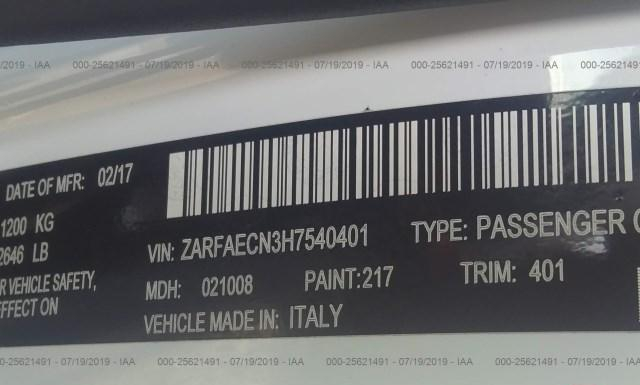 07/19/2019 - IAA 000-25621491 - 07/19/2019 - IAA 000-25621491 - 07/19/2019 - IAA 000-25621491 - 07/19/2019 - IAA
DATE OF MFR: 02/17
1200 KG
2646 LB
VEHICLE SAFETY,
EFFECT ON
VIN: ZARFAECN3H7540401 TYPE: PASSENGER
MDH: 021008 PAINT:217 TRIM: 401
VEHICLE MADE IN: ITALY
000-25621491 - 07/19/2019 - IAA 000-25621491 - 07/19/2019 - IAA 000-25621491 - 07/19/2019 - IAA 000-25621491 - 07/19/2019 - IAA